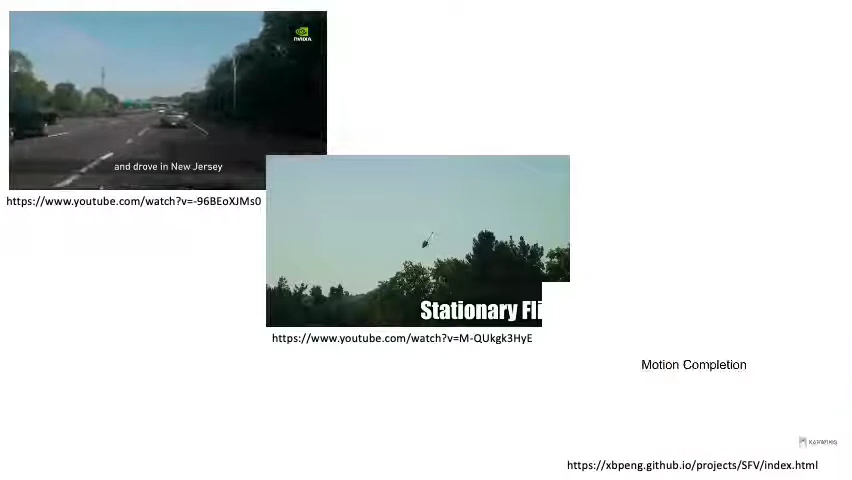 NVIDIA
and drove in New Jersey
https://www.youtube.com/watch?v=-96BEoXJMs0
Stationary Fli
https://www.youtube.com/watch?v=M-QUkgk3HyE
Motion Completion
https://xbpeng.github.io/projects/SFV/index.html